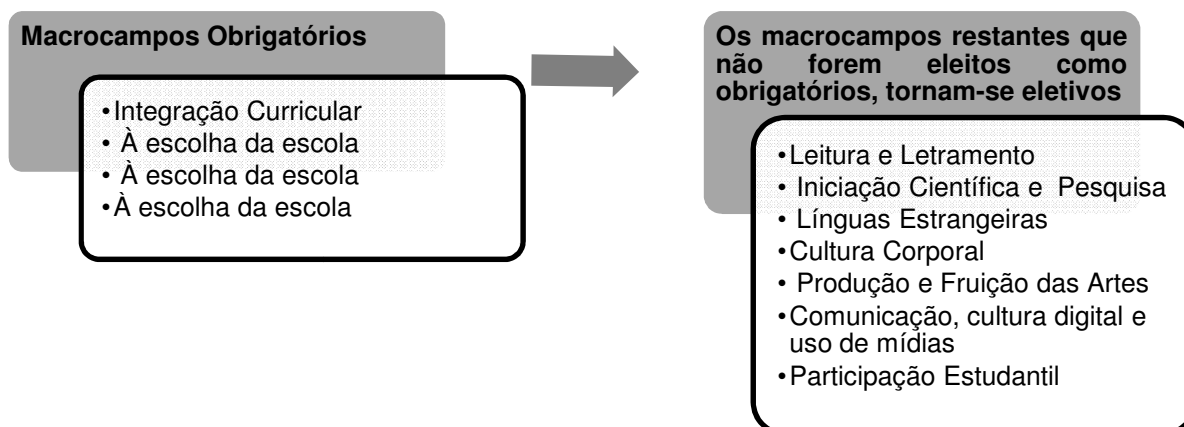 Macrocampos Obrigatórios
•Integração Curricular
• À escolha da escola
• À escolha da escola
•À escolha da escola
Os macrocampos restantes que
não forem eleitos como
obrigatórios, tornam-se eletivos
•Leitura e Letramento
• Iniciação Científica e Pesquisa
• Línguas Estrangeiras
•Cultura Corporal
• Produção e Fruição das Artes
•Comunicação, cultura digital e
uso de mídias
•Participação Estudantil